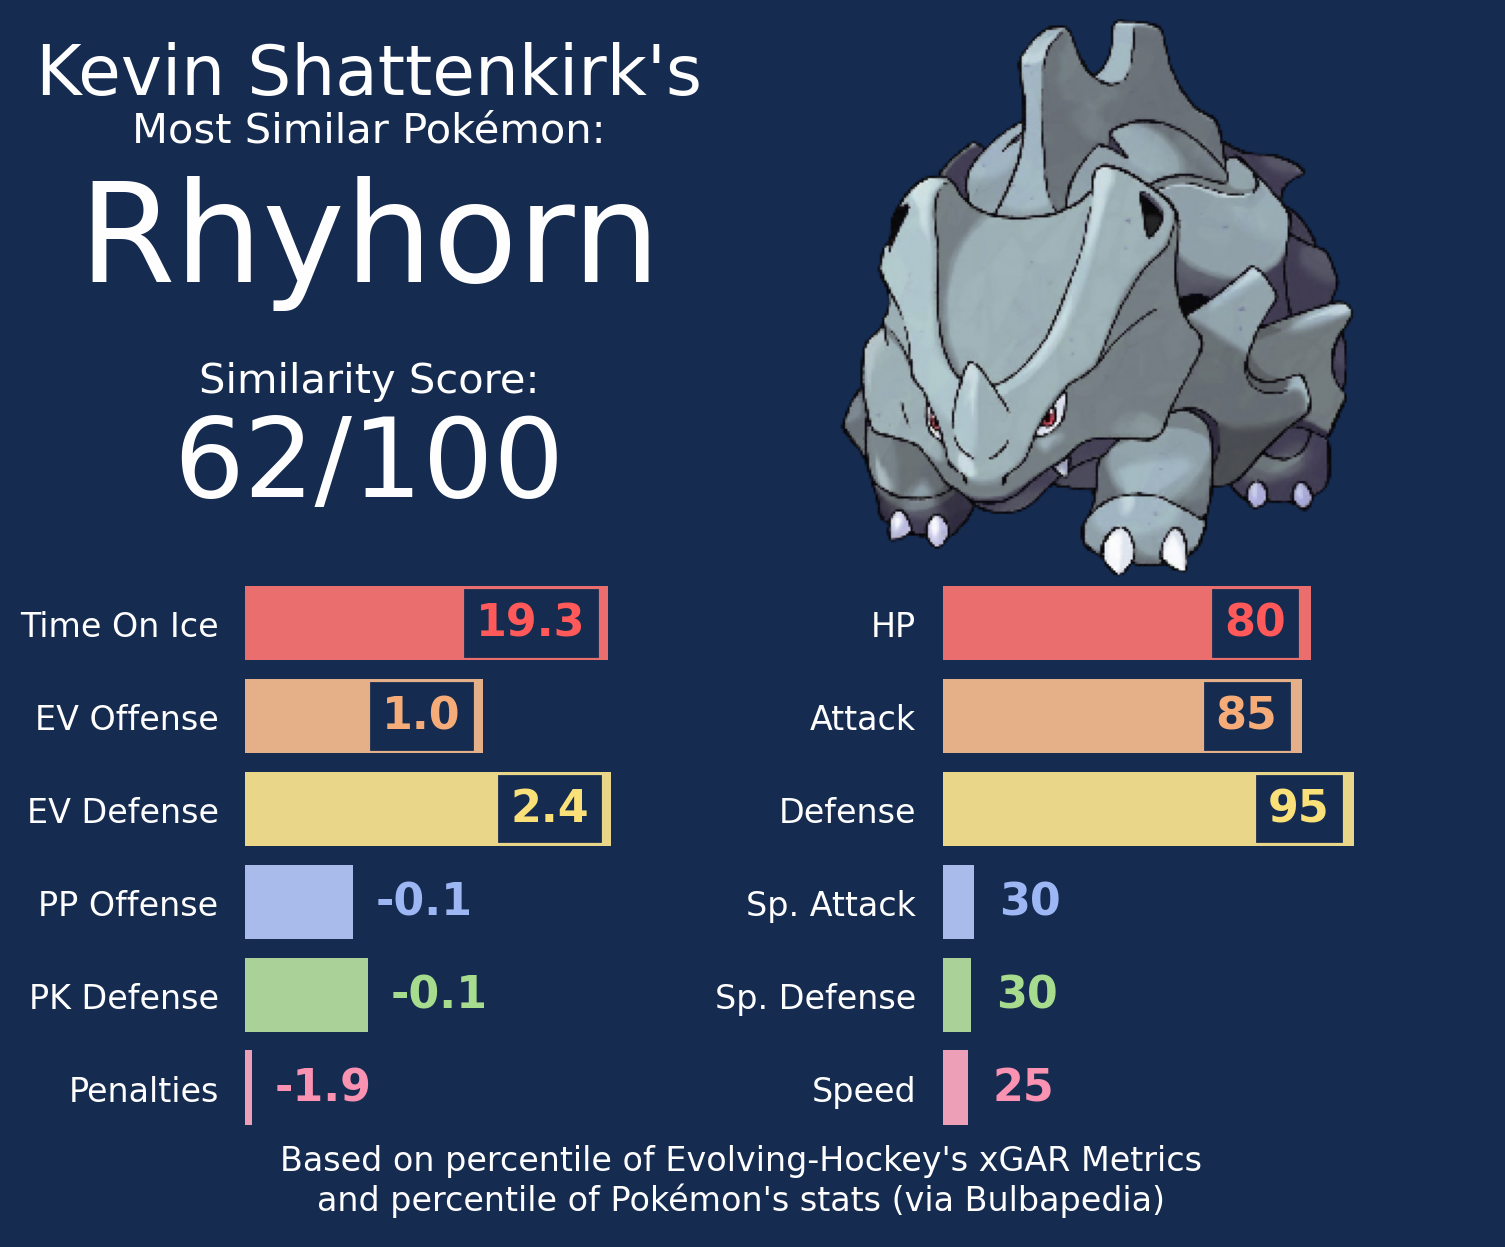 Kevin Shattenkirk's
Most Similar Pokémon:
Rhyhorn
Similarity Score:
62/100
Time On Ice 19.3
EV Offense 1.0
EV Defense 2.4
PP Offense -0.1
PK Defense -0.1
Penalties -1.9
HP 80
Attack 85
Defense 95
Sp. Attack 30
Sp. Defense 30
Speed 25
Based on percentile of Evolving-Hockey's xGAR Metrics
and percentile of Pokémon's stats (via Bulbapedia)